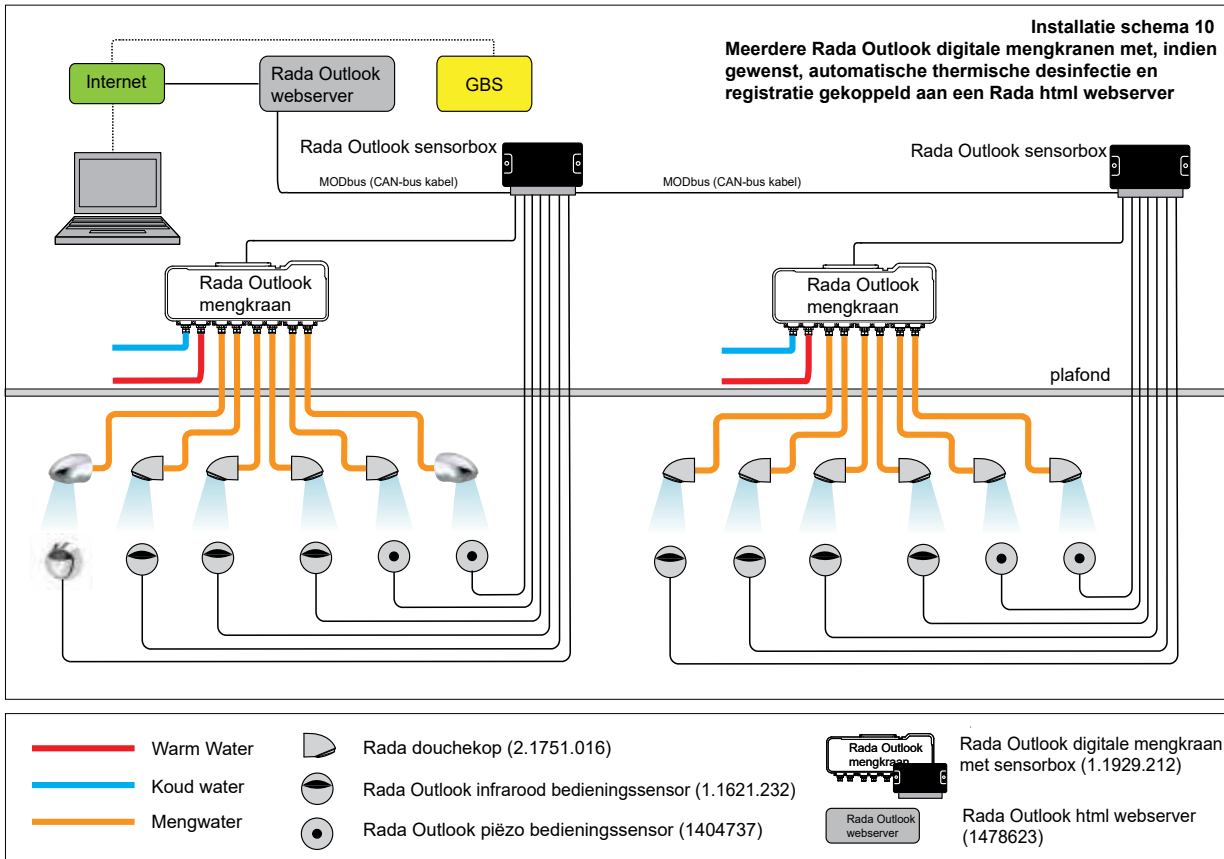 Installatie schema 10
Meerdere Rada Outlook digitale mengkranen met, indien
gewenst, automatische thermische desinfectie en
registratie gekoppeld aan een Rada html webserver
Internet
Rada Outlook
webserver
GBS
Rada Outlook sensorbox
Rada Outlook sensorbox
MODbus (CAN-bus kabel)
MODbus (CAN-bus kabel)
Rada Outlook
mengkraan
Rada Outlook
mengkraan
plafond
Warm Water
Koud water
Mengwater
Rada douchekop (2.1751.016)
Rada Outlook infrarood bedieningssensor (1.1621.232)
Rada Outlook piëzo bedieningssensor (1404737)
Rada Outlook
mengkraan
Rada Outlook digitale mengkraan
met sensorbox (1.1929.212)
Rada Outlook
webserver
Rada Outlook html webserver
(1478623)